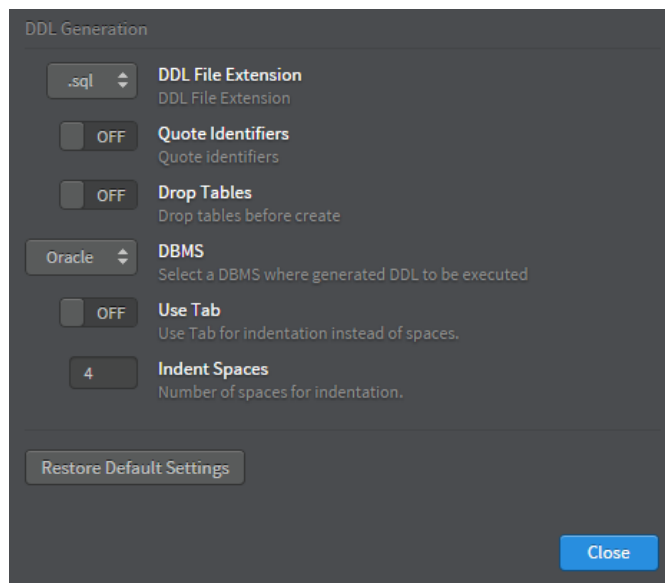 DDL Generation
.sql
DDL File Extension
DDL File Extension
OFF
Quote Identifiers
Quote identifiers
OFF
Drop Tables
Drop tables before create
Oracle
DBMS
Select a DBMS where generated DDL to be executed
OFF
Use Tab
Use Tab for indentation instead of spaces.
4
Indent Spaces
Number of spaces for indentation.
Restore Default Settings
Close